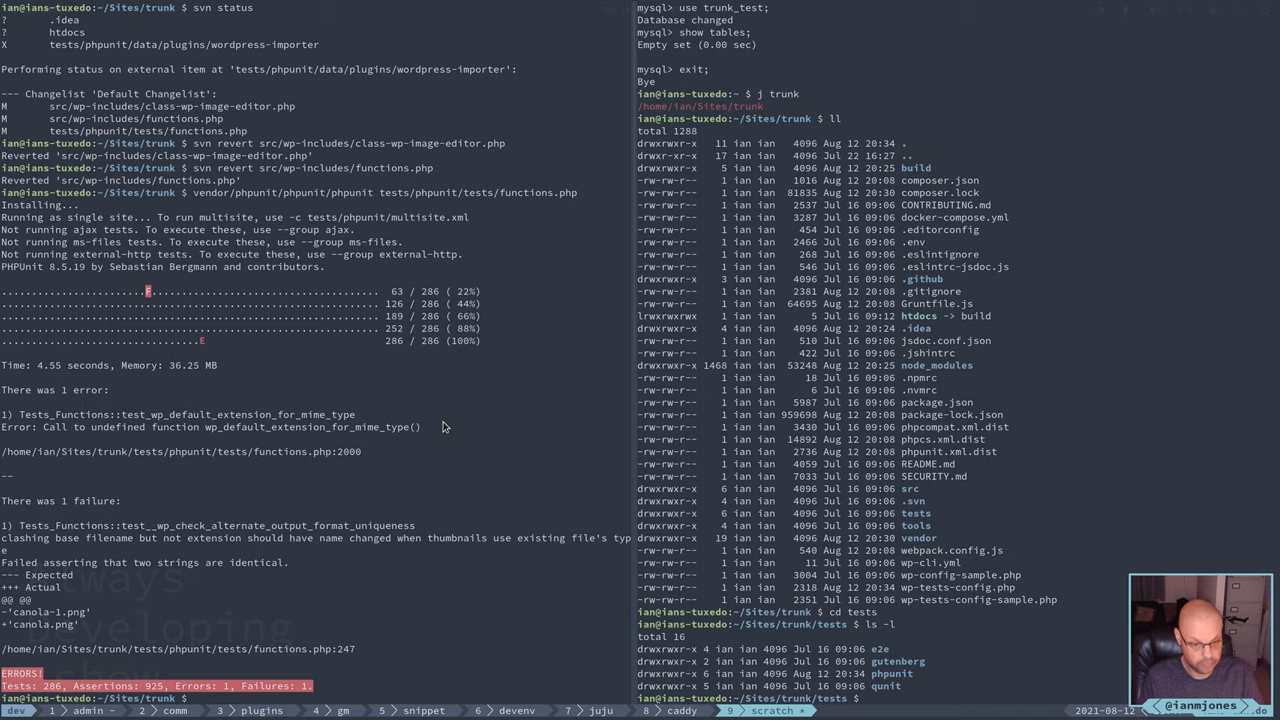 ian@ians-tuxedo:~/Sites/trunk $ svn status
?       .idea
?       htdocs
X       tests/phpunit/data/plugins/wordpress-importer
Performing status on external item at 'tests/phpunit/data/plugins/wordpress-importer':
--- Changelist 'Default Changelist':
M       src/wp-includes/class-wp-image-editor.php
M       src/wp-includes/functions.php
M       tests/phpunit/tests/functions.php
ian@ians-tuxedo:~/Sites/trunk $ svn revert src/wp-includes/class-wp-image-editor.php
Reverted 'src/wp-includes/class-wp-image-editor.php'
ian@ians-tuxedo:~/Sites/trunk $ svn revert src/wp-includes/functions.php
Reverted 'src/wp-includes/functions.php'
ian@ians-tuxedo:~/Sites/trunk $ vendor/phpunit/phpunit/phpunit tests/phpunit/tests/functions.php
Installing...
Running as single site... To run multisite, use -c tests/phpunit/multisite.xml
Not running ajax tests. To execute these, use --group ajax.
Not running ms-files tests. To execute these, use --group ms-files.
Not running external-http tests. To execute these, use --group external-http.
PHPUnit 8.5.19 by Sebastian Bergmann and contributors.
........................F......................................  63 / 286 ( 22%)
............................................................... 126 / 286 ( 44%)
............................................................... 189 / 286 ( 66%)
............................................................... 252 / 286 ( 88%)
.................................E                              286 / 286 (100%)
Time: 4.55 seconds, Memory: 36.25 MB
There was 1 error:
1) Tests_Functions::test_wp_default_extension_for_mime_type
Error: Call to undefined function wp_default_extension_for_mime_type()
/home/ian/Sites/trunk/tests/phpunit/tests/functions.php:2000
--
There was 1 failure:
1) Tests_Functions::test__wp_check_alternate_output_format_uniqueness
clashing base filename but not extension should have name changed when thumbnails use existing file's typ
e
Failed asserting that two strings are identical.
--- Expected
+++ Actual
@@ @@
-'canola-1.png'
+'canola.png'
/home/ian/Sites/trunk/tests/phpunit/tests/functions.php:247
ERRORS!
Tests: 286, Assertions: 925, Errors: 1, Failures: 1.
ian@ians-tuxedo:~/Sites/trunk $
mysql> use trunk_test;
Database changed
mysql> show tables;
Empty set (0.00 sec)
mysql> exit;
Bye
ian@ians-tuxedo:~ $ j trunk
/home/ian/Sites/trunk
ian@ians-tuxedo:~/Sites/trunk $ ll
total 1288
drwxrwxr-x   11 ian ian   4096 Aug 12 20:34 .
drwxrwxr-x   17 ian ian   4096 Jul 22 16:27 ..
drwxrwxr-x    5 ian ian   4096 Aug 12 20:25 build
-rw-rw-r--    1 ian ian   1016 Aug 12 20:08 composer.json
-rw-rw-r--    1 ian ian  81835 Aug 12 20:30 composer.lock
-rw-rw-r--    1 ian ian   2537 Jul 16 09:06 CONTRIBUTING.md
-rw-rw-r--    1 ian ian   3287 Jul 16 09:06 docker-compose.yml
-rw-rw-r--    1 ian ian    454 Jul 16 09:06 .editorconfig
-rw-rw-r--    1 ian ian   2466 Jul 16 09:06 .env
-rw-rw-r--    1 ian ian    268 Jul 16 09:06 .eslintignore
-rw-rw-r--    1 ian ian    156 Jul 16 09:06 .eslintrc-jsdoc.js
drwxrwxr-x    3 ian ian   4096 Aug 12 20:08 .github
-rw-rw-r--    1 ian ian   2381 Aug 12 20:08 .gitignore
-rw-rw-r--    1 ian ian  64695 Aug 12 20:08 Gruntfile.js
lrwxrwxrwx    1 ian ian      5 Jul 16 09:12 htdocs -> build
drwxrwxr-x    4 ian ian   4096 Aug 12 20:24 .idea
-rw-rw-r--    1 ian ian    510 Jul 16 09:06 jsdoc.conf.json
-rw-rw-r--    1 ian ian    422 Jul 16 09:06 .jshintrc
drwxrwxr-x 1468 ian ian  53248 Aug 12 20:25 node_modules
-rw-rw-r--    1 ian ian     18 Jul 16 09:06 .npmrc
-rw-rw-r--    1 ian ian      6 Jul 16 09:06 .nvmrc
-rw-rw-r--    1 ian ian   5987 Jul 16 09:06 package.json
-rw-rw-r--    1 ian ian 959698 Aug 12 20:08 package-lock.json
-rw-rw-r--    1 ian ian   3430 Jul 16 09:06 phpcompat.xml.dist
-rw-rw-r--    1 ian ian  14892 Aug 12 20:08 phpcs.xml.dist
-rw-rw-r--    1 ian ian   2736 Aug 12 20:08 phpunit.xml.dist
-rw-rw-r--    1 ian ian   4059 Jul 16 09:06 README.md
-rw-rw-r--    1 ian ian   7033 Jul 16 09:06 SECURITY.md
drwxrwxr-x    6 ian ian   4096 Jul 16 09:06 src
drwxrwxr-x    4 ian ian   4096 Aug 12 20:34 .svn
drwxrwxr-x    6 ian ian   4096 Jul 16 09:06 tests
drwxrwxr-x    4 ian ian   4096 Jul 16 09:06 tools
drwxrwxr-x   19 ian ian   4096 Aug 12 20:30 vendor
-rw-rw-r--    1 ian ian    540 Aug 12 20:08 webpack.config.js
-rw-rw-r--    1 ian ian     11 Jul 16 09:06 wp-cli.yml
-rw-rw-r--    1 ian ian   3004 Jul 16 09:06 wp-config-sample.php
-rw-rw-r--    1 ian ian   2318 Aug 12 20:34 wp-tests-config.php
-rw-rw-r--    1 ian ian   2351 Jul 16 09:06 wp-tests-config-sample.php
ian@ians-tuxedo:~/Sites/trunk $ cd tests
ian@ians-tuxedo:~/Sites/trunk/tests $ ls -l
total 16
drwxrwxr-x 4 ian ian 4096 Jul 16 09:06 e2e
drwxrwxr-x 2 ian ian 4096 Jul 16 09:06 gutenberg
drwxrwxr-x 6 ian ian 4096 Aug 12 20:34 phpunit
drwxrwxr-x 5 ian ian 4096 Jul 16 09:06 qunit
ian@ians-tuxedo:~/Sites/trunk/tests $
ways
developing
show
dev 1 admin - 2 comm 3 plugins 4 gm 5 snippet 6 devenv 7 juju 8 caddy 9 scratch * 2021-08-12
@ianmjones